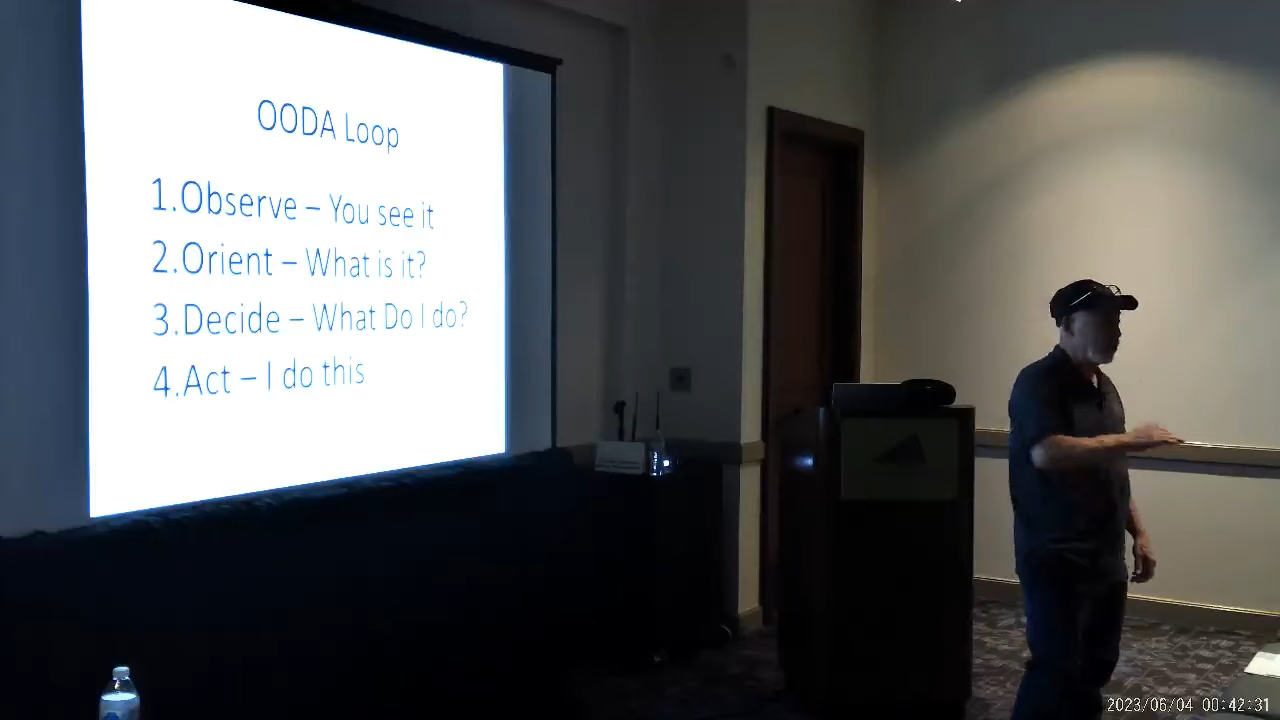 OODA Loop
1.Observe – You see it
2.Orient – What is it?
3.Decide – What Do I do?
4.Act – I do this
2023/06/04 00:42:31